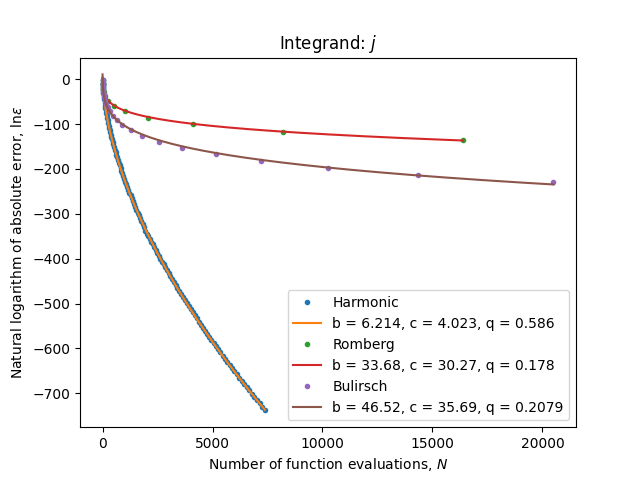 Integrand: j
Natural logarithm of absolute error, lnε
0
−100
−200
−300
−400
−500
−600
−700
Harmonic
b = 6.214, c = 4.023, q = 0.586
Romberg
b = 33.68, c = 30.27, q = 0.178
Bulirsch
b = 46.52, c = 35.69, q = 0.2079
0 5000 10000 15000 20000
Number of function evaluations, N